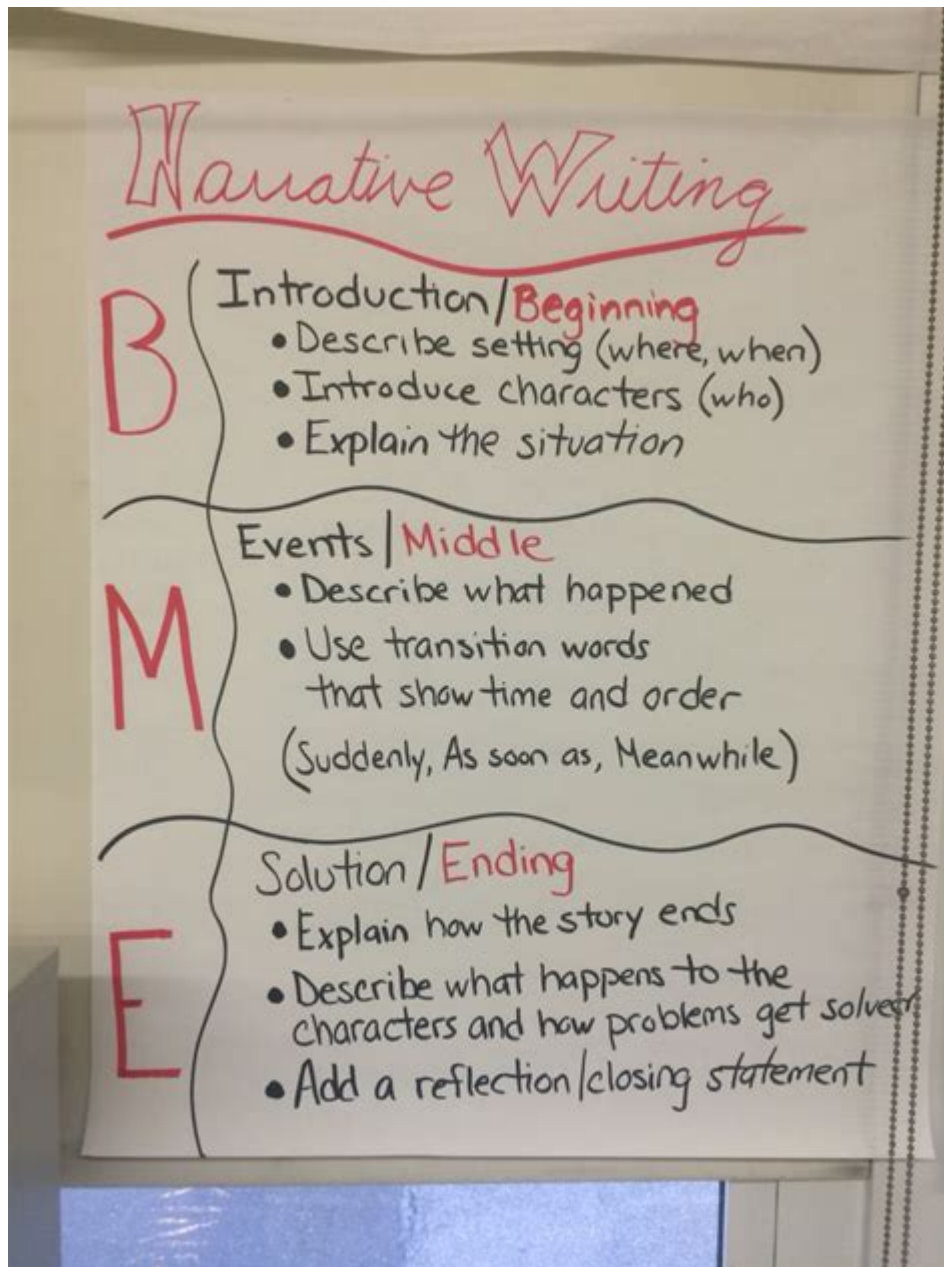 Narrative Writing
B
Introduction/Beginning
• Describe setting (where, when)
• Introduce characters (who)
• Explain the situation
M
Events/Middle
• Describe what happened
• Use transition words
that show time and order
(Suddenly, As soon as, Meanwhile)
E
Solution/Ending
• Explain how the story ends
• Describe what happens to the
characters and how problems get solved
• Add a reflection/closing statement